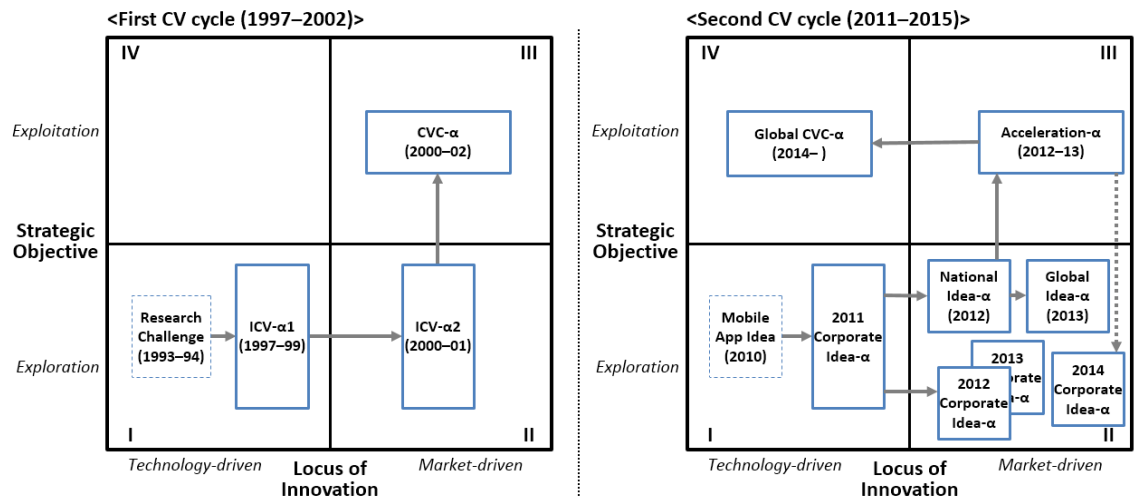 <First CV cycle (1997–2002)>
IV
III
Exploitation
CVC-α
(2000–02)
Strategic
Objective
Research
Challenge
(1993–94)
ICV-α1
(1997–99)
ICV-α2
(2000–01)
Exploration
I
II
Technology-driven
Locus of
Innovation
Market-driven
<Second CV cycle (2011–2015)>
IV
III
Exploitation
Global CVC-α
(2014– )
Acceleration-α
(2012–13)
Strategic
Objective
Mobile
App Idea
(2010)
2011
Corporate
Idea-α
National
Idea-α
(2012)
Global
Idea-α
(2013)
Exploration
2013
2012
Corporate
Idea-α
2014
Corporate
Idea-α
I
II
Technology-driven
Locus of
Innovation
Market-driven